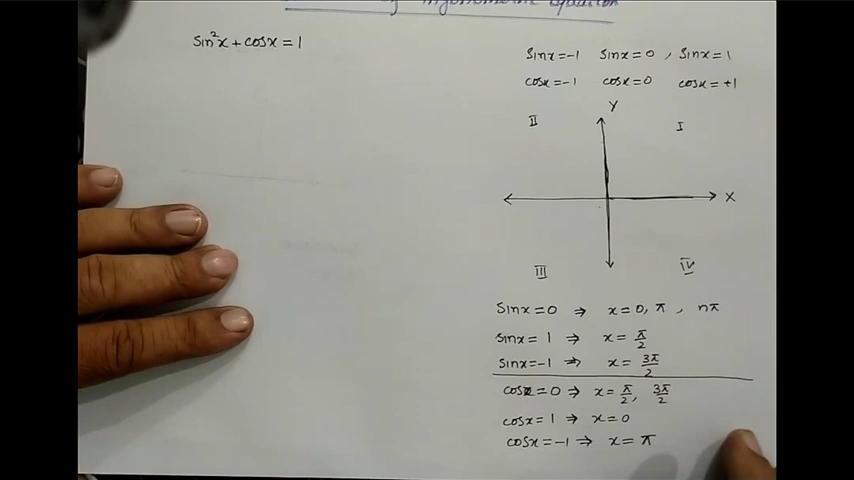 Trigonometric Equation
sin²x + cosx = 1
sinx = -1 sinx = 0 , sinx = 1
cosx = -1 cosx = 0 cosx = +1
Y
II I
X
III IV
sinx = 0 ⇒ x = 0, π , nπ
sinx = 1 ⇒ x = π/2
sinx = -1 ⇒ x = 3π/2
cosx = 0 ⇒ x = π/2, 3π/2
cosx = 1 ⇒ x = 0
cosx = -1 ⇒ x = π